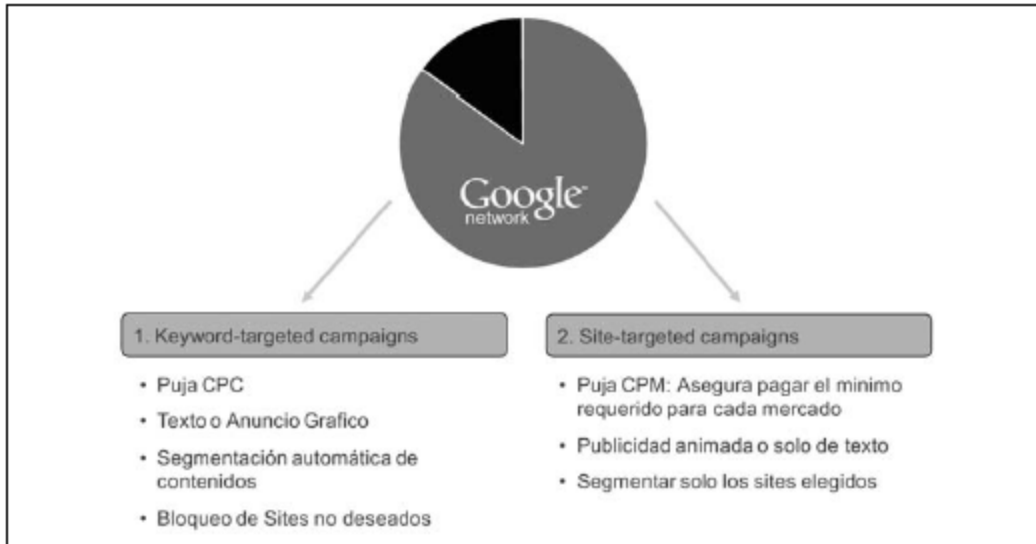 Google™
network
1. Keyword-targeted campaigns
• Puja CPC
• Texto o Anuncio Grafico
• Segmentación automática de
contenidos
• Bloqueo de Sites no deseados
2. Site-targeted campaigns
• Puja CPM: Asegura pagar el minimo
requerido para cada mercado
• Publicidad animada o solo de texto
• Segmentar solo los sites elegidos